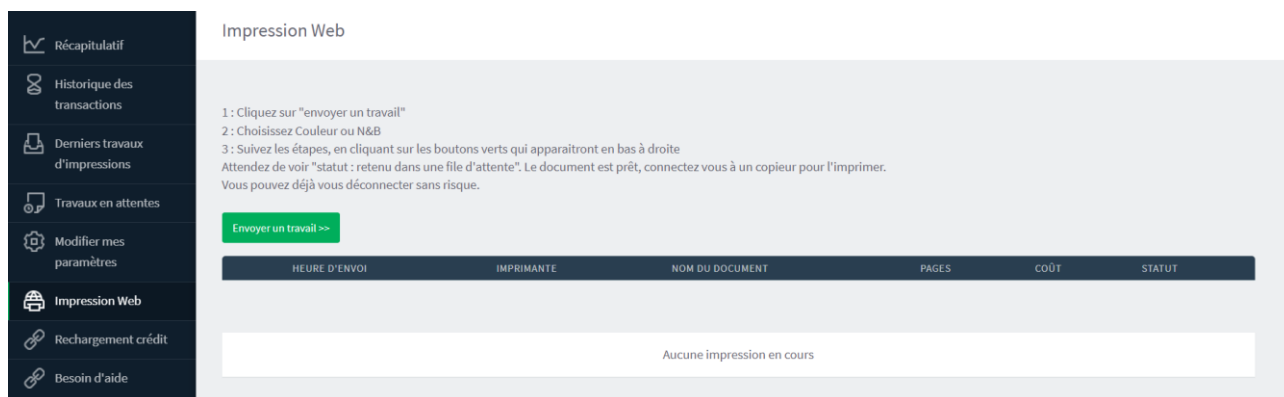 Récapitulatif
Historique des
transactions
Derniers travaux
d'impressions
Travaux en attentes
Modifier mes
paramètres
Impression Web
Rechargement crédit
Besoin d'aide
Impression Web
1 : Cliquez sur "envoyer un travail"
2 : Choisissez Couleur ou N&B
3 : Suivez les étapes, en cliquant sur les boutons verts qui apparaitront en bas à droite
Attendez de voir "statut : retenu dans une file d'attente". Le document est prêt, connectez vous à un copieur pour l'imprimer.
Vous pouvez déjà vous déconnecter sans risque.
Envoyer un travail >>
HEURE D'ENVOI IMPRIMANTE NOM DU DOCUMENT PAGES COÛT STATUT
Aucune impression en cours